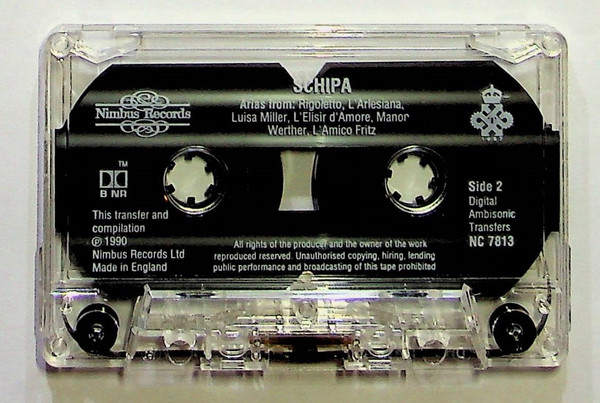 SCHIPA
Arias from: Rigoletto, L'Arlesiana,
Luisa Miller, L'Elisir d'Amore, Manon
Werther, L'Amico Fritz
Nimbus Records
TM
B NR
This transfer and
compilation
℗ 1990
Nimbus Records Ltd
Made in England
Side 2
Digital
Ambisonic
Transfers
NC 7813
All rights of the producer and the owner of the work
reproduced reserved. Unauthorised copying, hiring, lending
public performance and broadcasting of this tape prohibited